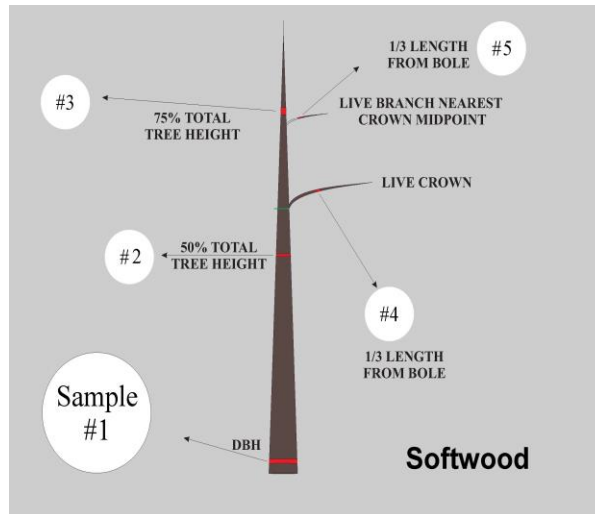 1/3 LENGTH
FROM BOLE
#5
#3
75% TOTAL
TREE HEIGHT
LIVE BRANCH NEAREST
CROWN MIDPOINT
LIVE CROWN
#2
50% TOTAL
TREE HEIGHT
#4
1/3 LENGTH
FROM BOLE
Sample
#1
DBH
Softwood